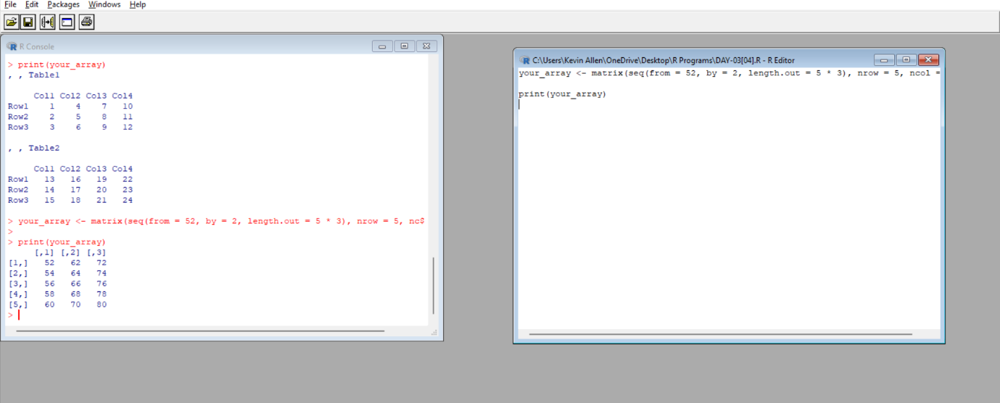 File Edit Packages Windows Help
R Console
> print(your_array)
, , Table1
Col1 Col2 Col3 Col4
Row1 1 4 7 10
Row2 2 5 8 11
Row3 3 6 9 12
, , Table2
Col1 Col2 Col3 Col4
Row1 13 16 19 22
Row2 14 17 20 23
Row3 15 18 21 24
> your_array <- matrix(seq(from = 52, by = 2, length.out = 5 * 3), nrow = 5, nc$
>
> print(your_array)
[,1] [,2] [,3]
[1,] 52 62 72
[2,] 54 64 74
[3,] 56 66 76
[4,] 58 68 78
[5,] 60 70 80
>
C:\Users\Kevin Allen\OneDrive\Desktop\R Programs\DAY-03[04].R - R Editor
your_array <- matrix(seq(from = 52, by = 2, length.out = 5 * 3), nrow = 5, ncol =
print(your_array)